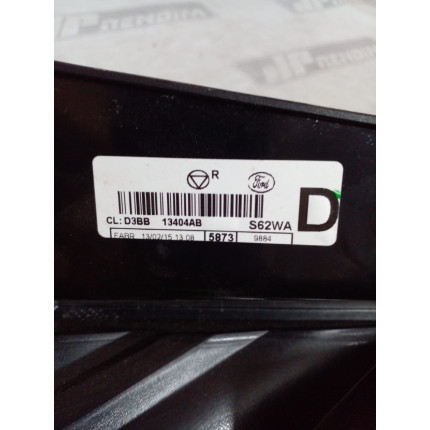 R Ford
CL: D3BB 13404AB S62WA D
FABR 13/02/15 13:08 5873 9884